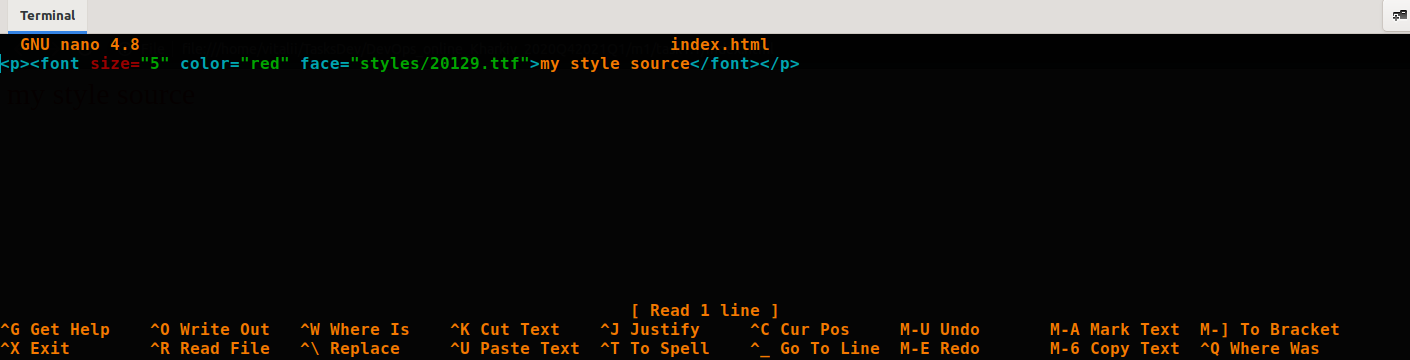 Terminal
GNU nano 4.8 index.html
<p><font size="5" color="red" face="styles/20129.ttf">my style source</font></p>
my style source
[ Read 1 line ]
^G Get Help ^O Write Out ^W Where Is ^K Cut Text ^J Justify ^C Cur Pos M-U Undo M-A Mark Text M-] To Bracket
^X Exit ^R Read File ^\ Replace ^U Paste Text ^T To Spell ^_ Go To Line M-E Redo M-6 Copy Text ^Q Where Was